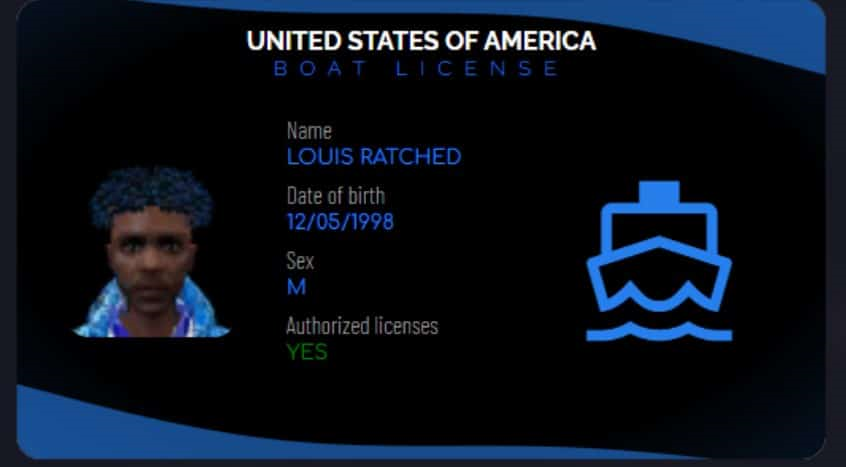 UNITED STATES OF AMERICA
BOAT LICENSE
Name
LOUIS RATCHED
Date of birth
12/05/1998
Sex
M
Authorized licenses
YES